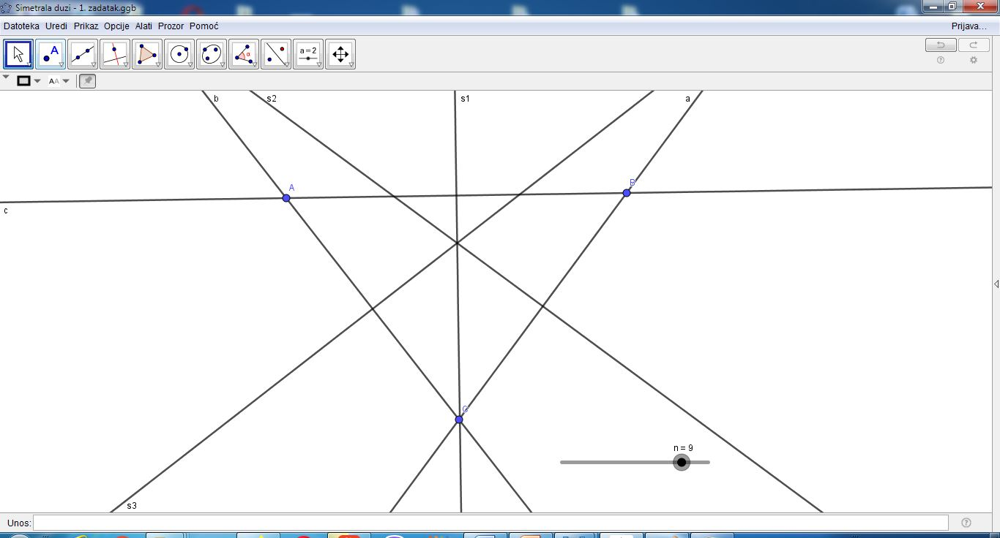 Simetrala duzi - 1. zadatak.ggb
Datoteka Uredi Prikaz Opcije Alati Prozor Pomoć Prijava...
A α a = 2
AA
b s2 s1 a
A B
c
C
n = 9
s3
Unos: